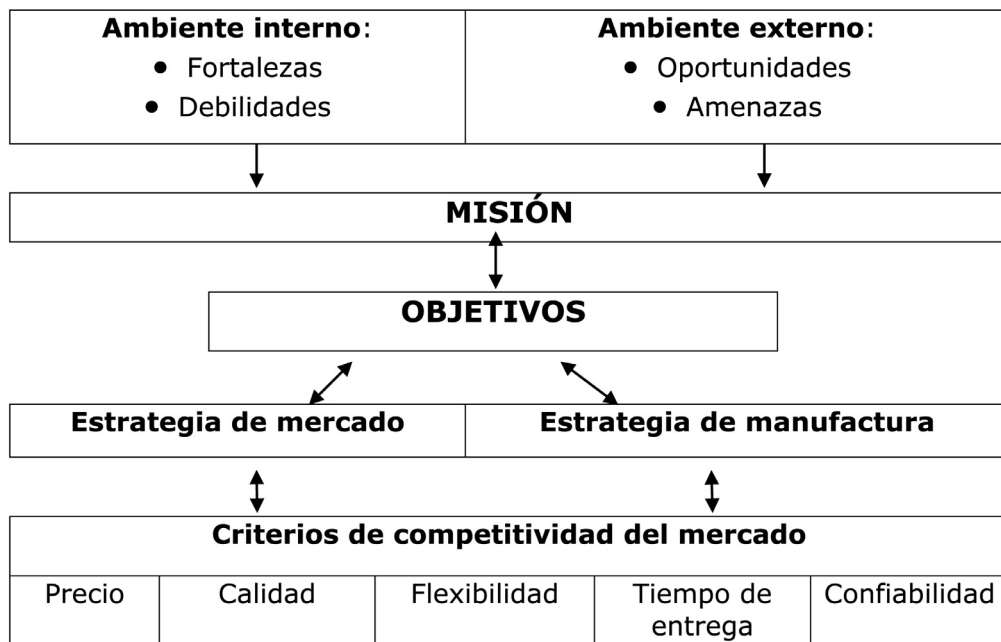 Ambiente interno:
• Fortalezas
• Debilidades
Ambiente externo:
• Oportunidades
• Amenazas
MISIÓN
OBJETIVOS
Estrategia de mercado
Estrategia de manufactura
Criterios de competitividad del mercado
Precio
Calidad
Flexibilidad
Tiempo de
entrega
Confiabilidad